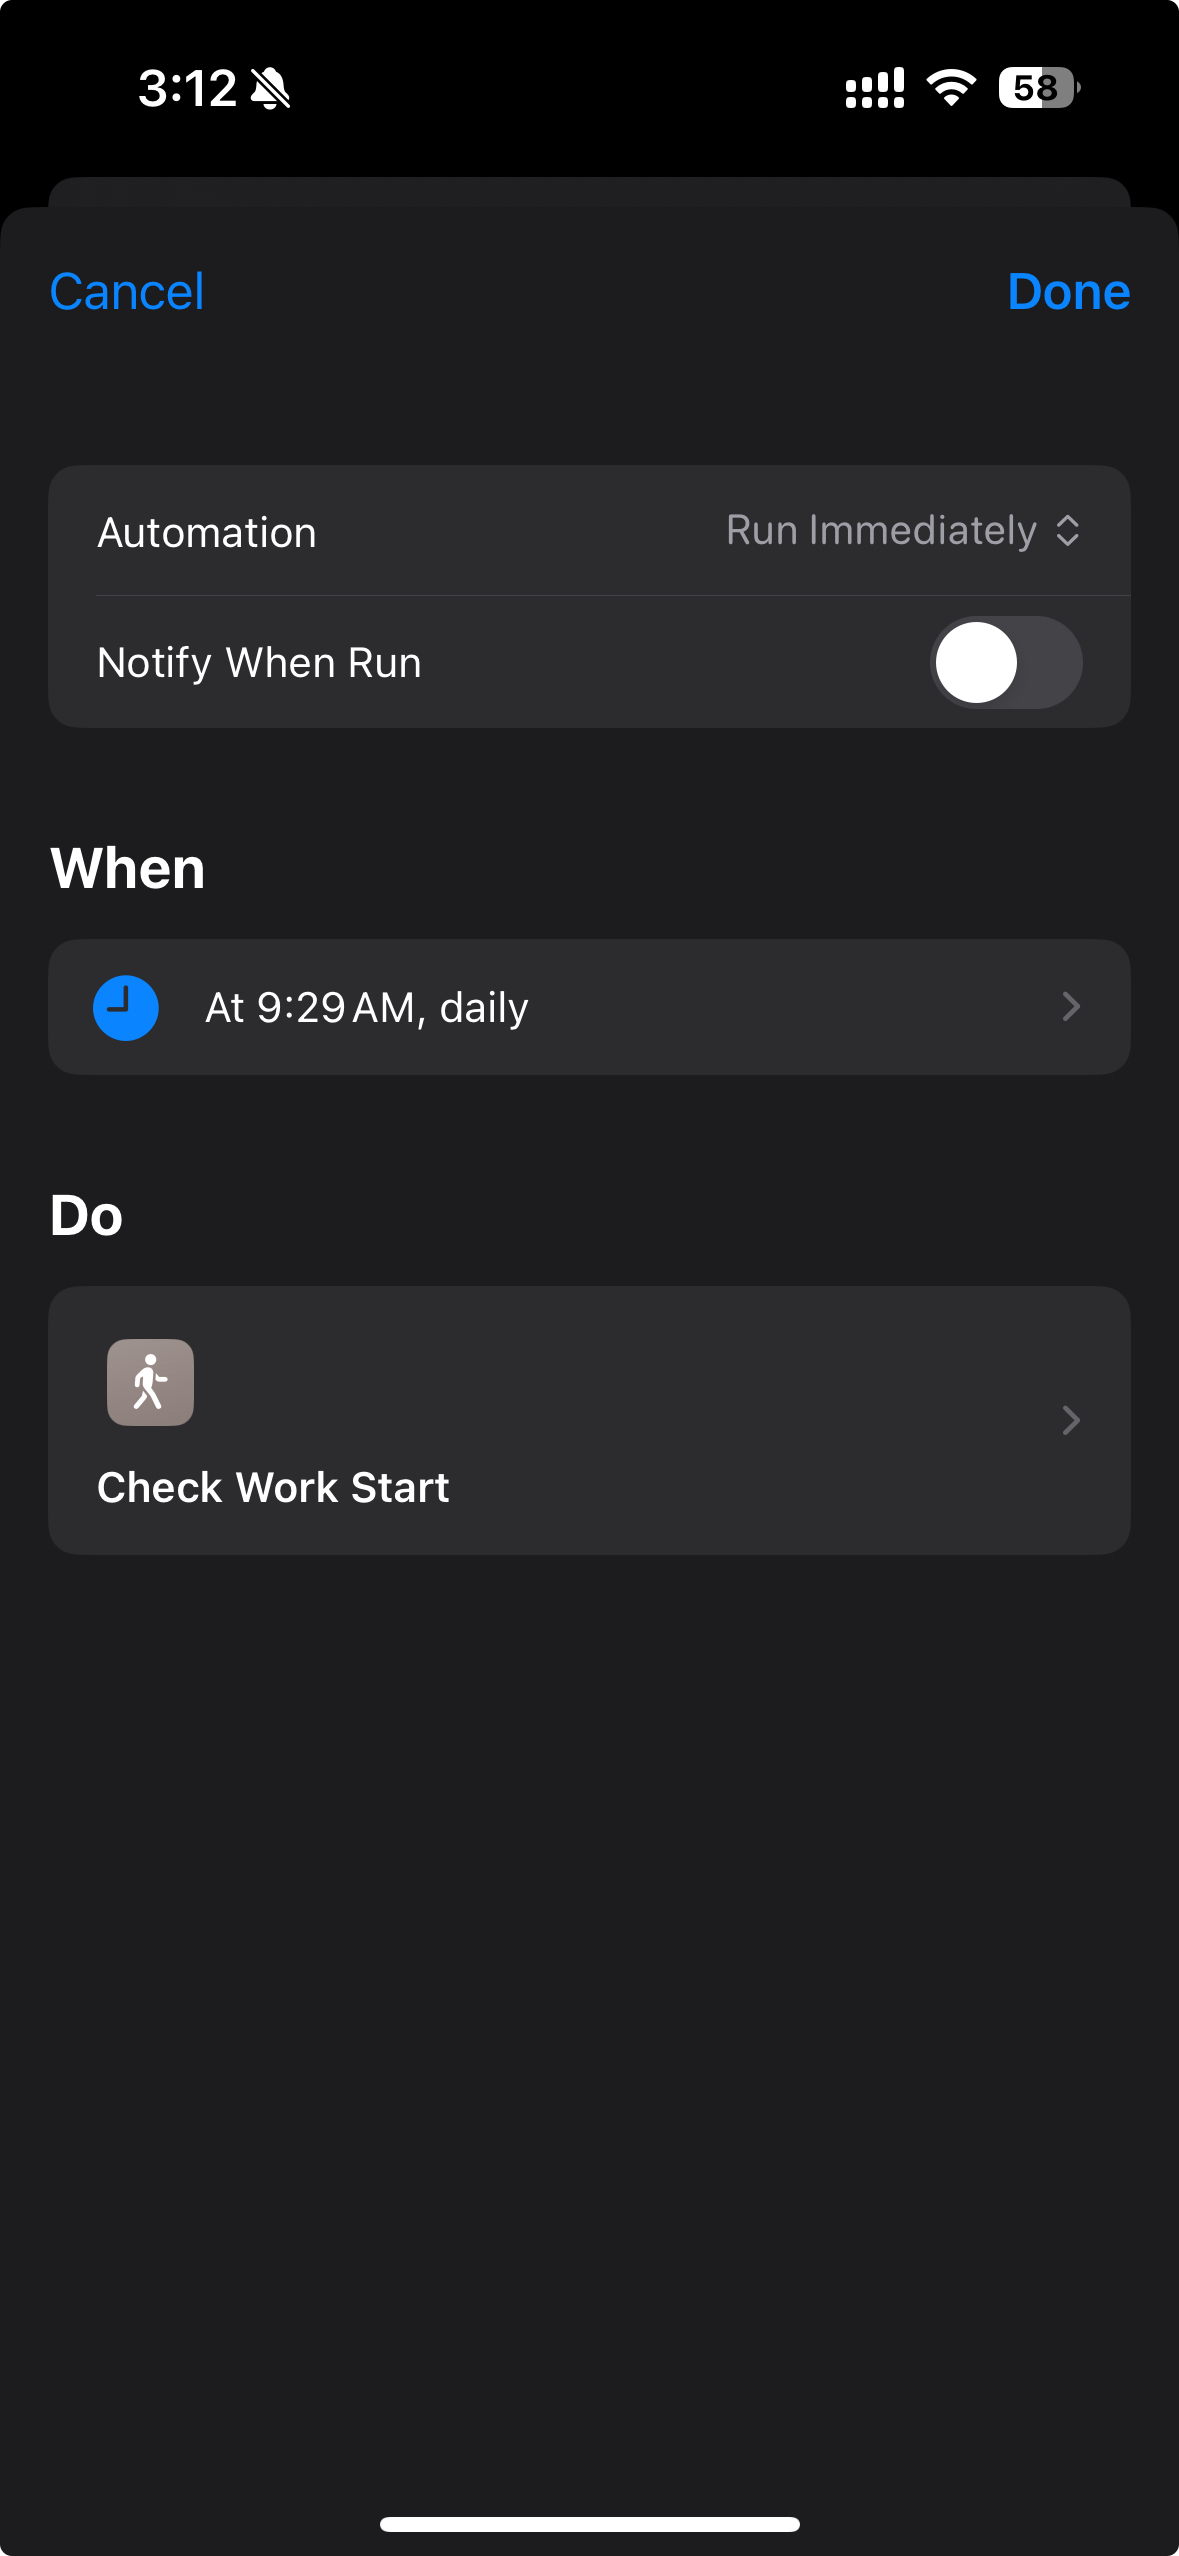 3:12
58
Cancel
Done
Automation
Run Immediately
Notify When Run
When
At 9:29 AM, daily
Do
Check Work Start